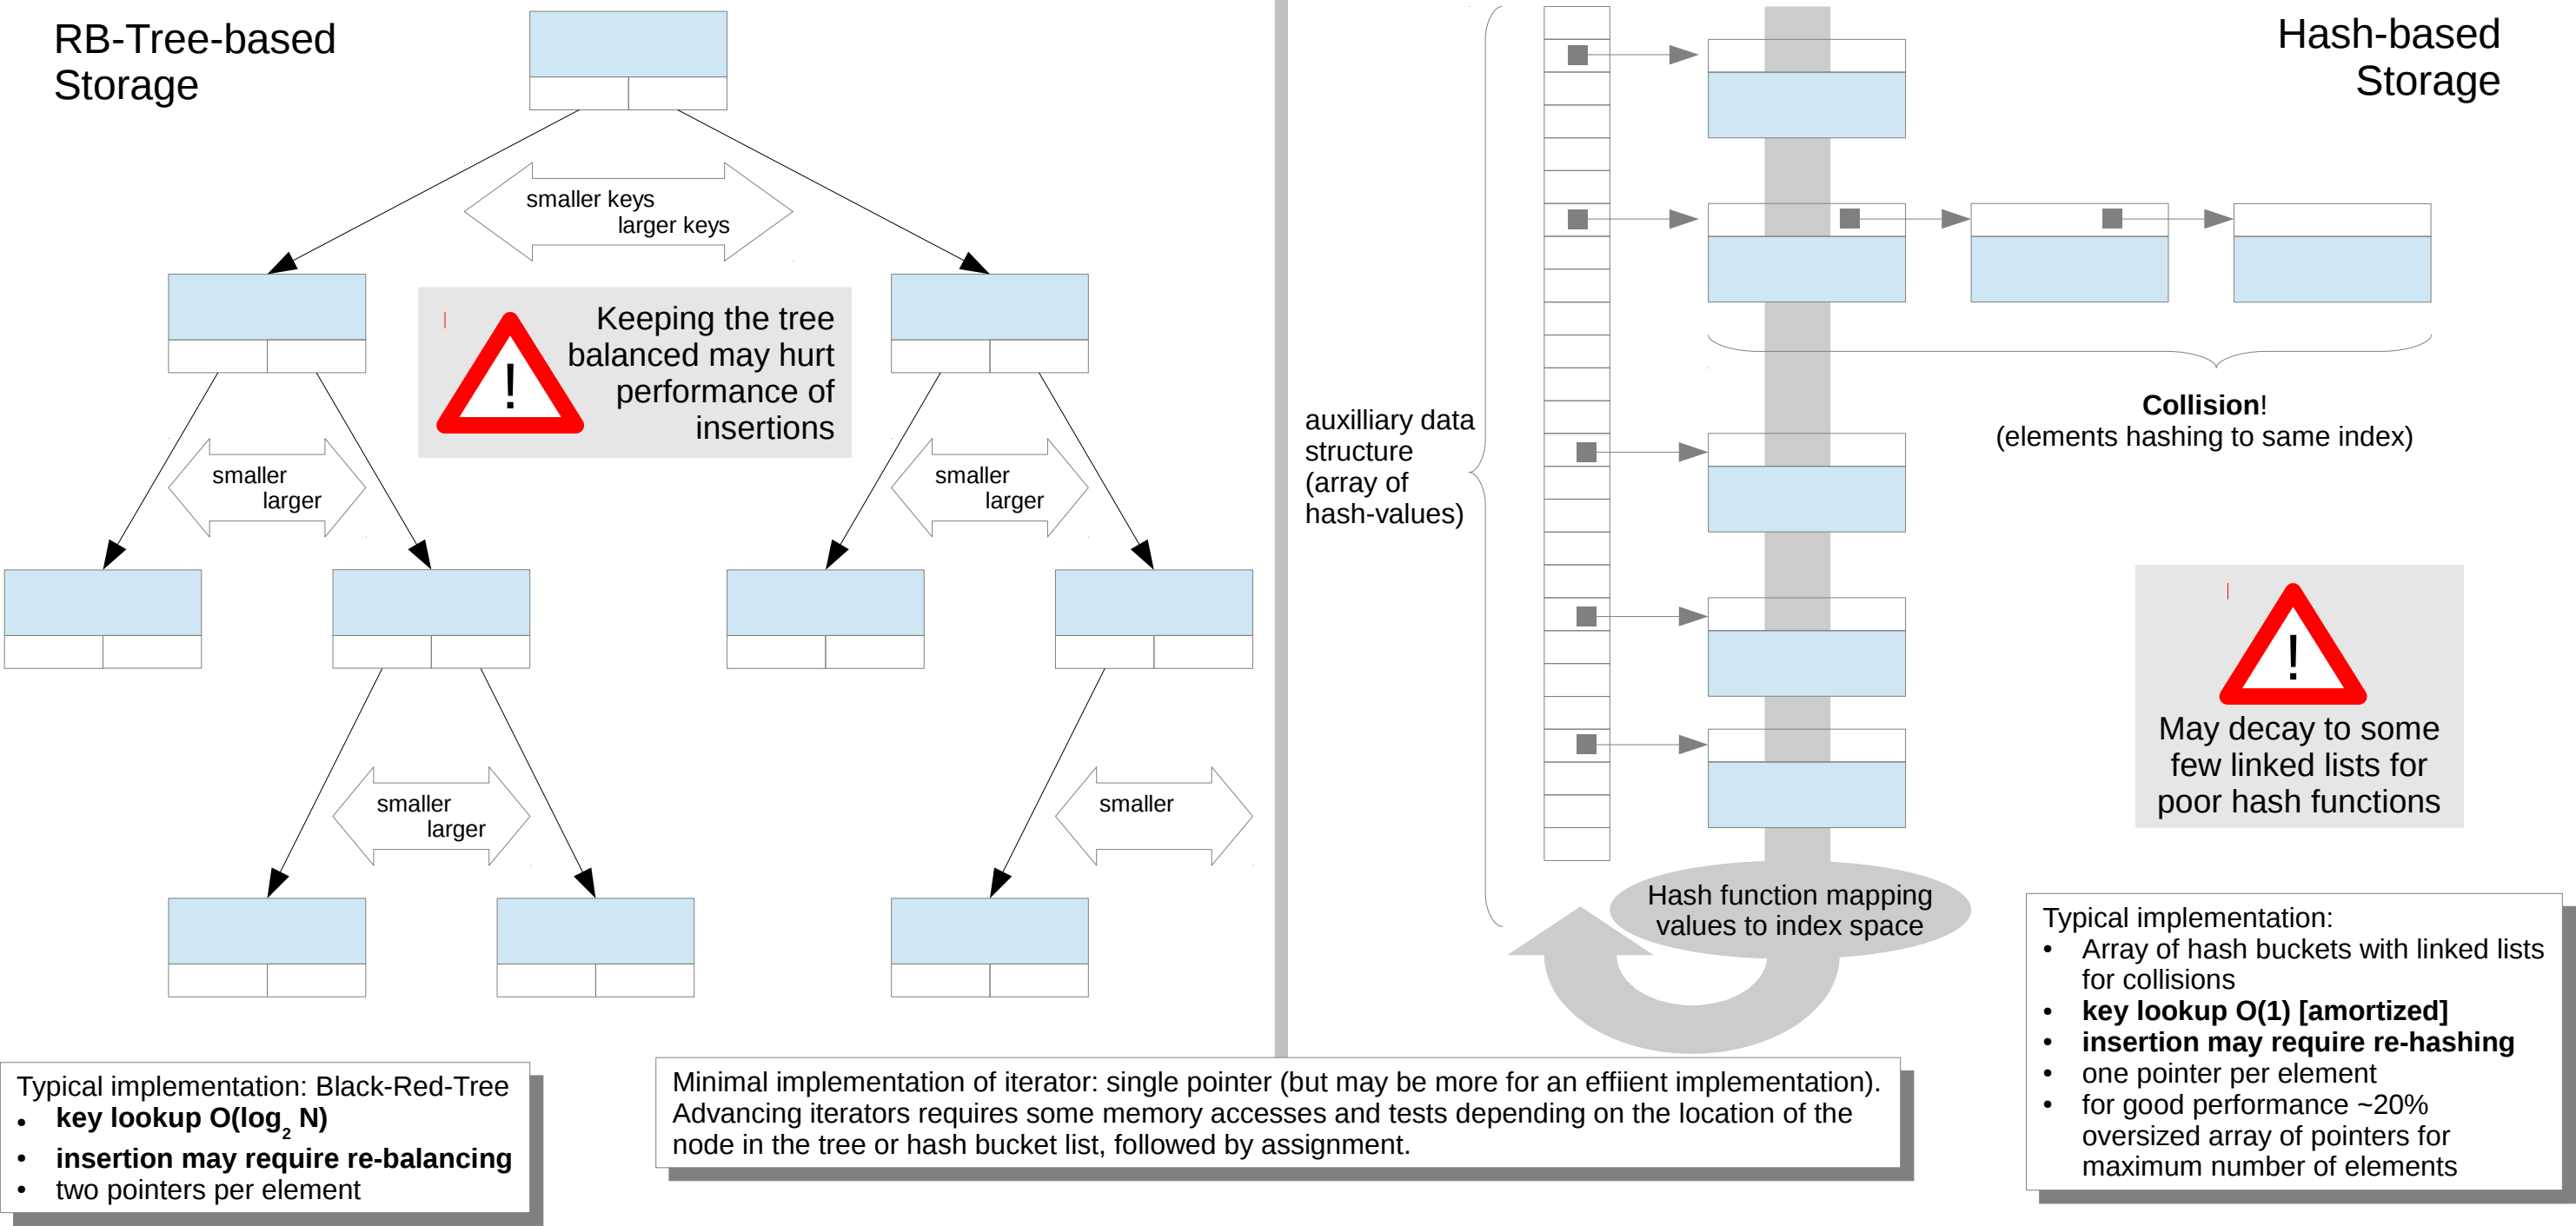 RB-Tree-based
Storage
smaller keys
larger keys
!
Keeping the tree
balanced may hurt
performance of
insertions
smaller
larger
smaller
larger
smaller
larger
smaller
Typical implementation: Black-Red-Tree
• key lookup O(log₂ N)
• insertion may require re-balancing
• two pointers per element
Hash-based
Storage
auxilliary data
structure
(array of
hash-values)
Collision!
(elements hashing to same index)
!
May decay to some
few linked lists for
poor hash functions
Hash function mapping
values to index space
Typical implementation:
• Array of hash buckets with linked lists
for collisions
• key lookup O(1) [amortized]
• insertion may require re-hashing
• one pointer per element
• for good performance ~20%
oversized array of pointers for
maximum number of elements
Minimal implementation of iterator: single pointer (but may be more for an effiient implementation).
Advancing iterators requires some memory accesses and tests depending on the location of the
node in the tree or hash bucket list, followed by assignment.